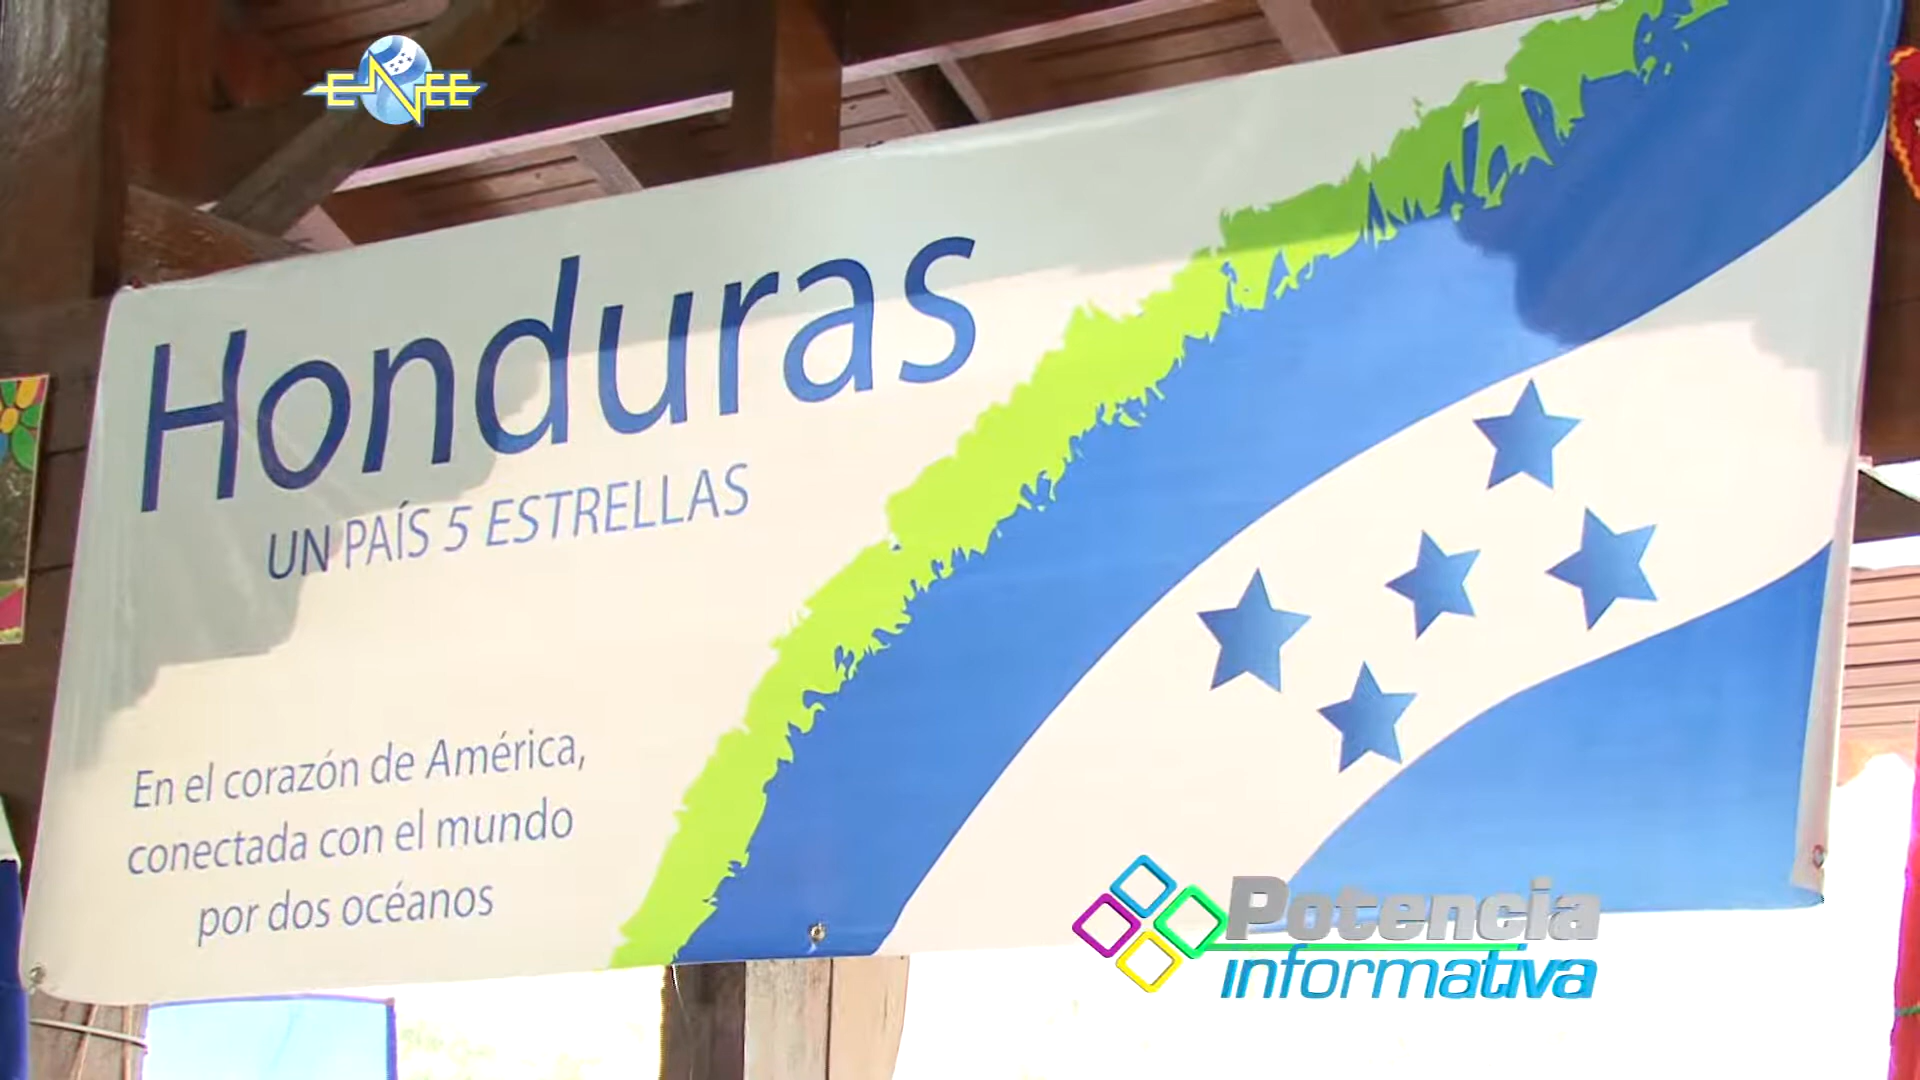 ENEE
Honduras
UN PAÍS 5 ESTRELLAS
En el corazón de América,
conectada con el mundo
por dos océanos
Potencia
informativa